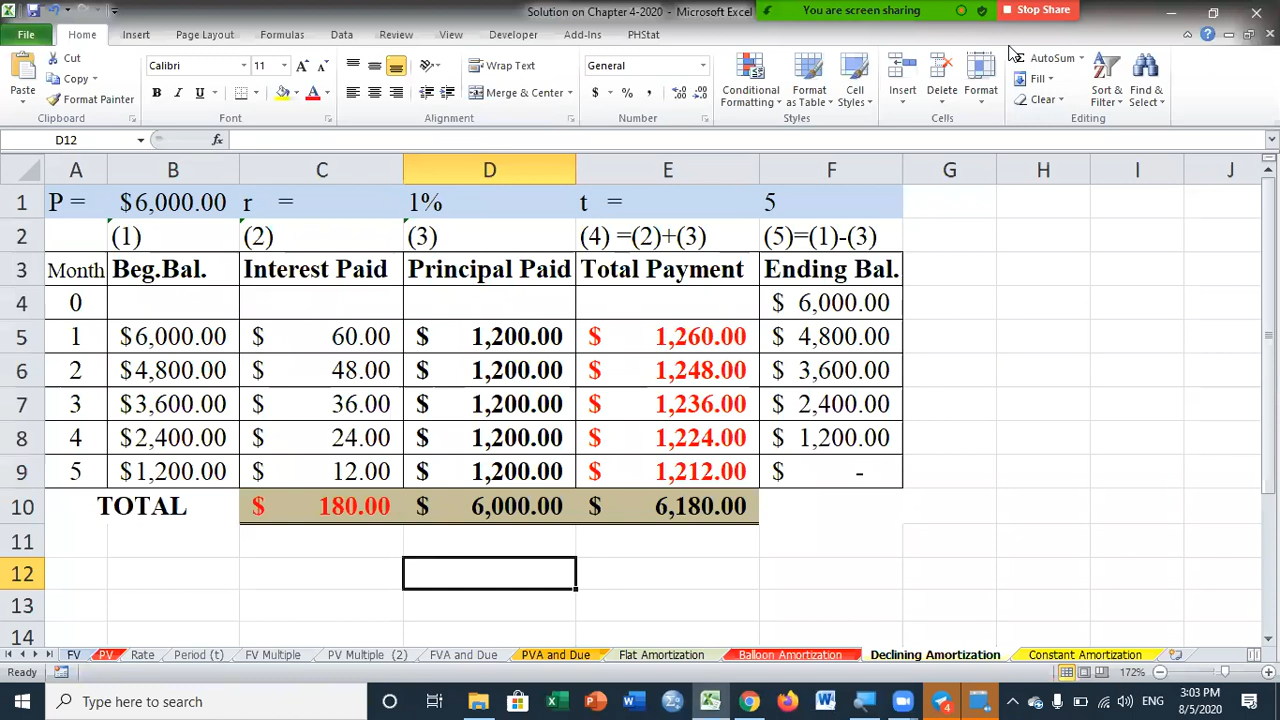 Solution on Chapter 4-2020 - Microsoft Excel
You are screen sharing
Stop Share
File Home Insert Page Layout Formulas Data Review View Developer Add-Ins PHStat
Paste
Cut
Copy
Format Painter
Clipboard
Calibri 11
B I U A
Font
Wrap Text
Merge & Center
Alignment
General
$ % ,
Number
Conditional Formatting
Format as Table
Cell Styles
Styles
Insert Delete Format
Cells
Σ AutoSum
Fill
Clear
Sort & Filter
Find & Select
Editing
D12 fx
A B C D E F G H I J
1 P = $6,000.00 r = 1% t = 5
2 (1) (2) (3) (4) =(2)+(3) (5)=(1)-(3)
3 Month Beg.Bal. Interest Paid Principal Paid Total Payment Ending Bal.
4 0 $ 6,000.00
5 1 $6,000.00 $ 60.00 $ 1,200.00 $ 1,260.00 $ 4,800.00
6 2 $4,800.00 $ 48.00 $ 1,200.00 $ 1,248.00 $ 3,600.00
7 3 $3,600.00 $ 36.00 $ 1,200.00 $ 1,236.00 $ 2,400.00
8 4 $2,400.00 $ 24.00 $ 1,200.00 $ 1,224.00 $ 1,200.00
9 5 $1,200.00 $ 12.00 $ 1,200.00 $ 1,212.00 $ -
10 TOTAL $ 180.00 $ 6,000.00 $ 6,180.00
11
12
13
14
FV PV Rate Period (t) FV Multiple PV Multiple (2) FVA and Due PVA and Due Flat Amortization Balloon Amortization Declining Amortization Constant Amortization
Ready 172%
Type here to search
ENG
3:03 PM
8/5/2020